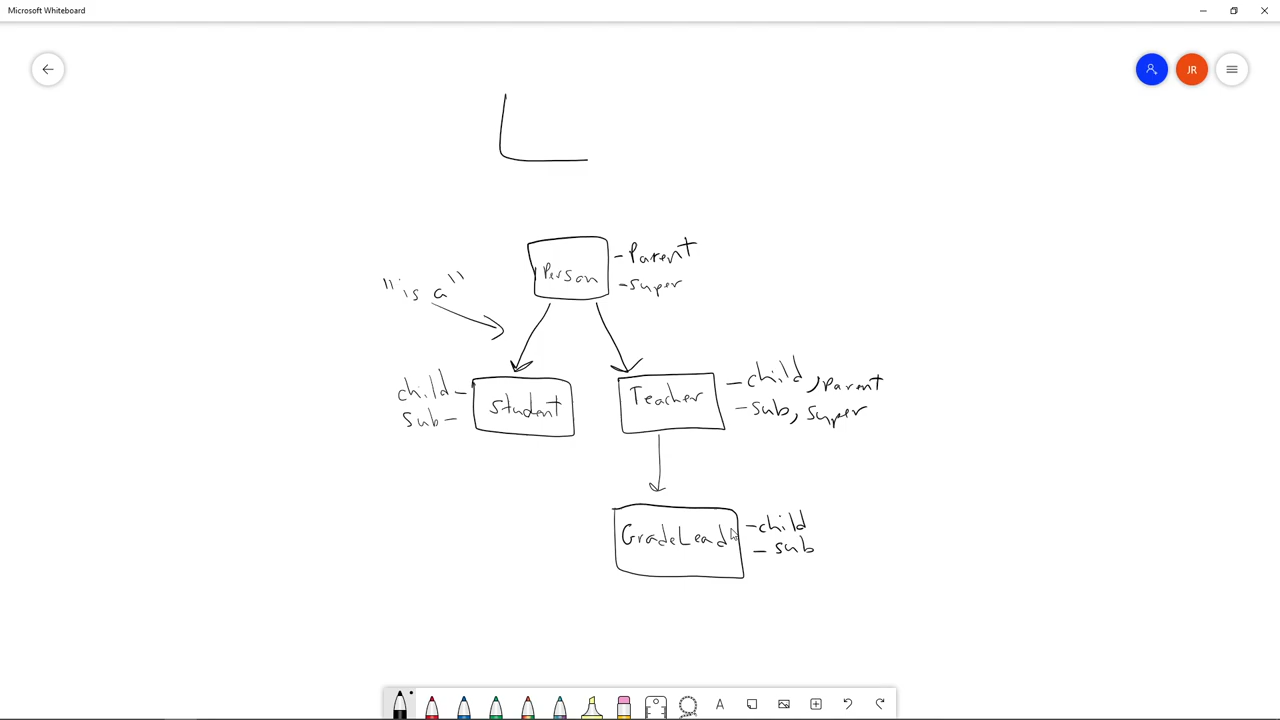 Microsoft Whiteboard
JR
Person
-Parent
-super
"is a"
child-
sub-
Student
Teacher
-child, parent
-sub, super
GradeLead
-child
-sub
A